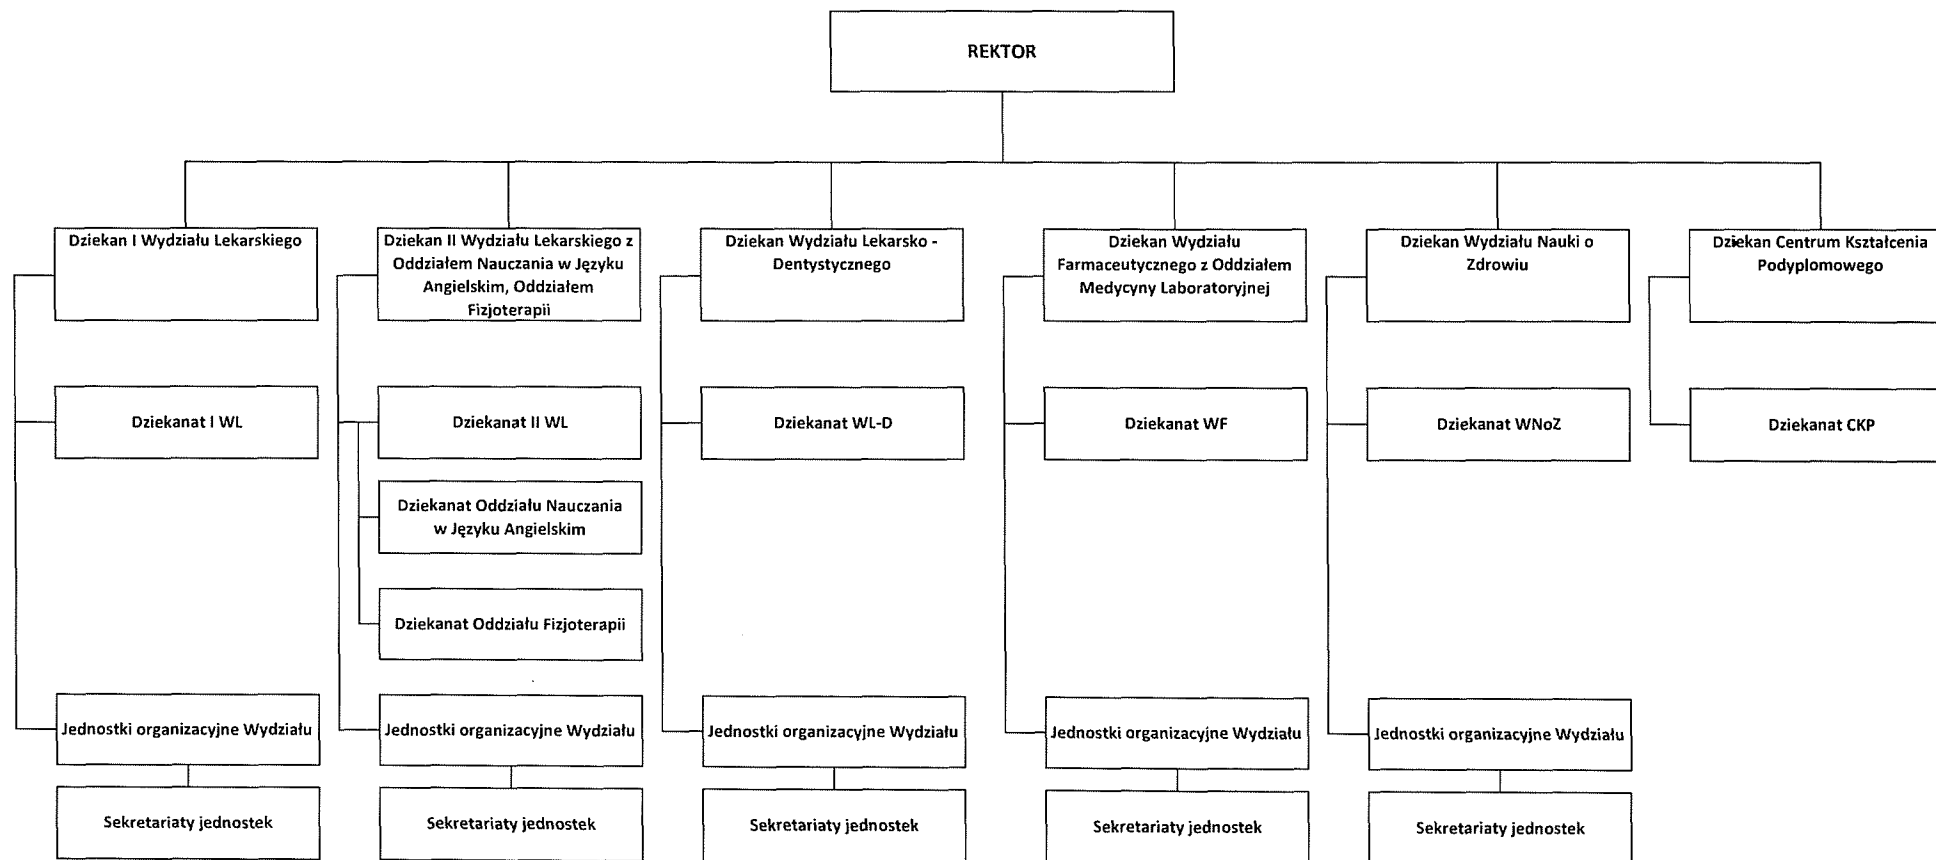 REKTOR
Dziekan I Wydziału Lekarskiego
Dziekan II Wydziału Lekarskiego z
Oddziałem Nauczania w Języku
Angielskim, Oddziałem
Fizjoterapii
Dziekan Wydziału Lekarsko -
Dentystycznego
Dziekan Wydziału
Farmaceutycznego z Oddziałem
Medycyny Laboratoryjnej
Dziekan Wydziału Nauki o
Zdrowiu
Dziekan Centrum Kształcenia
Podyplomowego
Dziekanat I WL
Dziekanat II WL
Dziekanat WL-D
Dziekanat WF
Dziekanat WNoZ
Dziekanat CKP
Dziekanat Oddziału Nauczania
w Języku Angielskim
Dziekanat Oddziału Fizjoterapii
Jednostki organizacyjne Wydziału
Jednostki organizacyjne Wydziału
Jednostki organizacyjne Wydziału
Jednostki organizacyjne Wydziału
Jednostki organizacyjne Wydziału
Sekretariaty jednostek
Sekretariaty jednostek
Sekretariaty jednostek
Sekretariaty jednostek
Sekretariaty jednostek